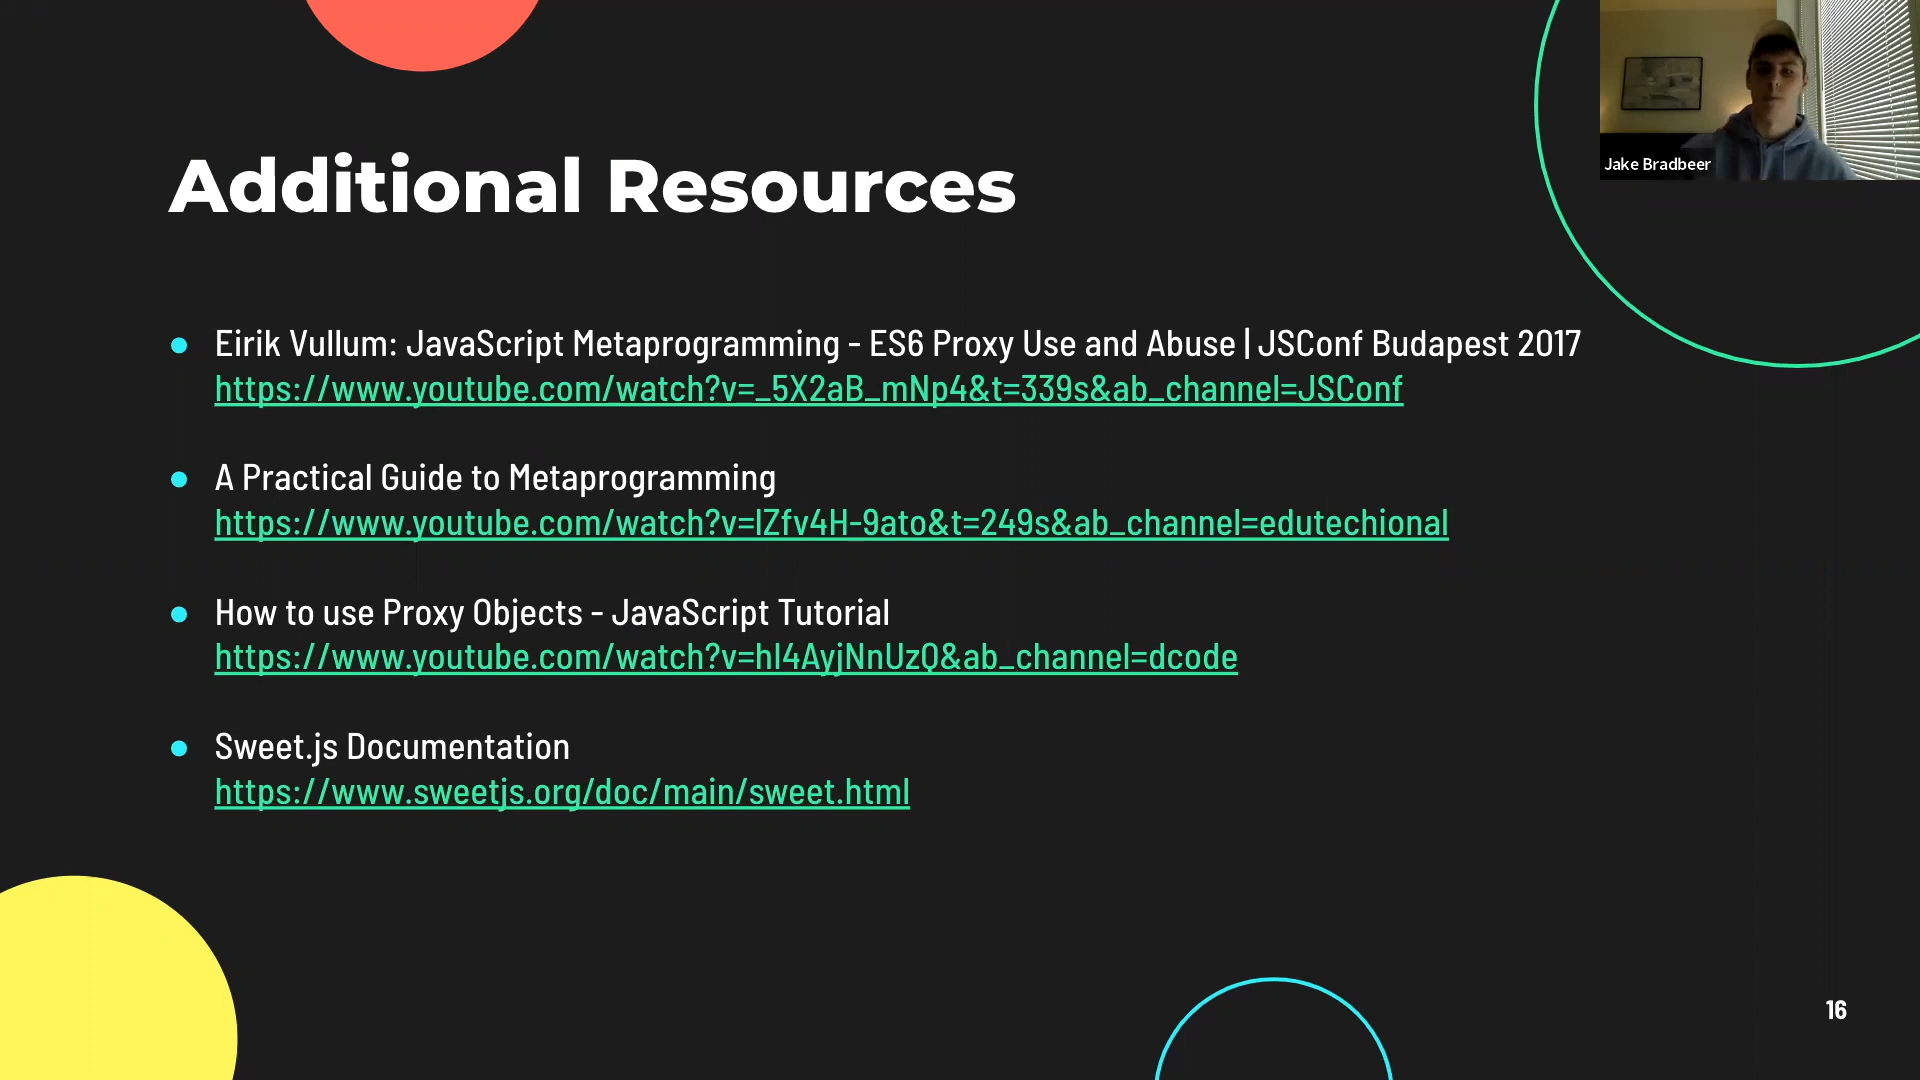 Jake Bradbeer
Additional Resources
Eirik Vullum: JavaScript Metaprogramming - ES6 Proxy Use and Abuse | JSConf Budapest 2017
https://www.youtube.com/watch?v=_5X2aB_mNp4&t=339s&ab_channel=JSConf
A Practical Guide to Metaprogramming
https://www.youtube.com/watch?v=lZfv4H-9ato&t=249s&ab_channel=edutechional
How to use Proxy Objects - JavaScript Tutorial
https://www.youtube.com/watch?v=hI4AyjNnUzQ&ab_channel=dcode
Sweet.js Documentation
https://www.sweetjs.org/doc/main/sweet.html
16